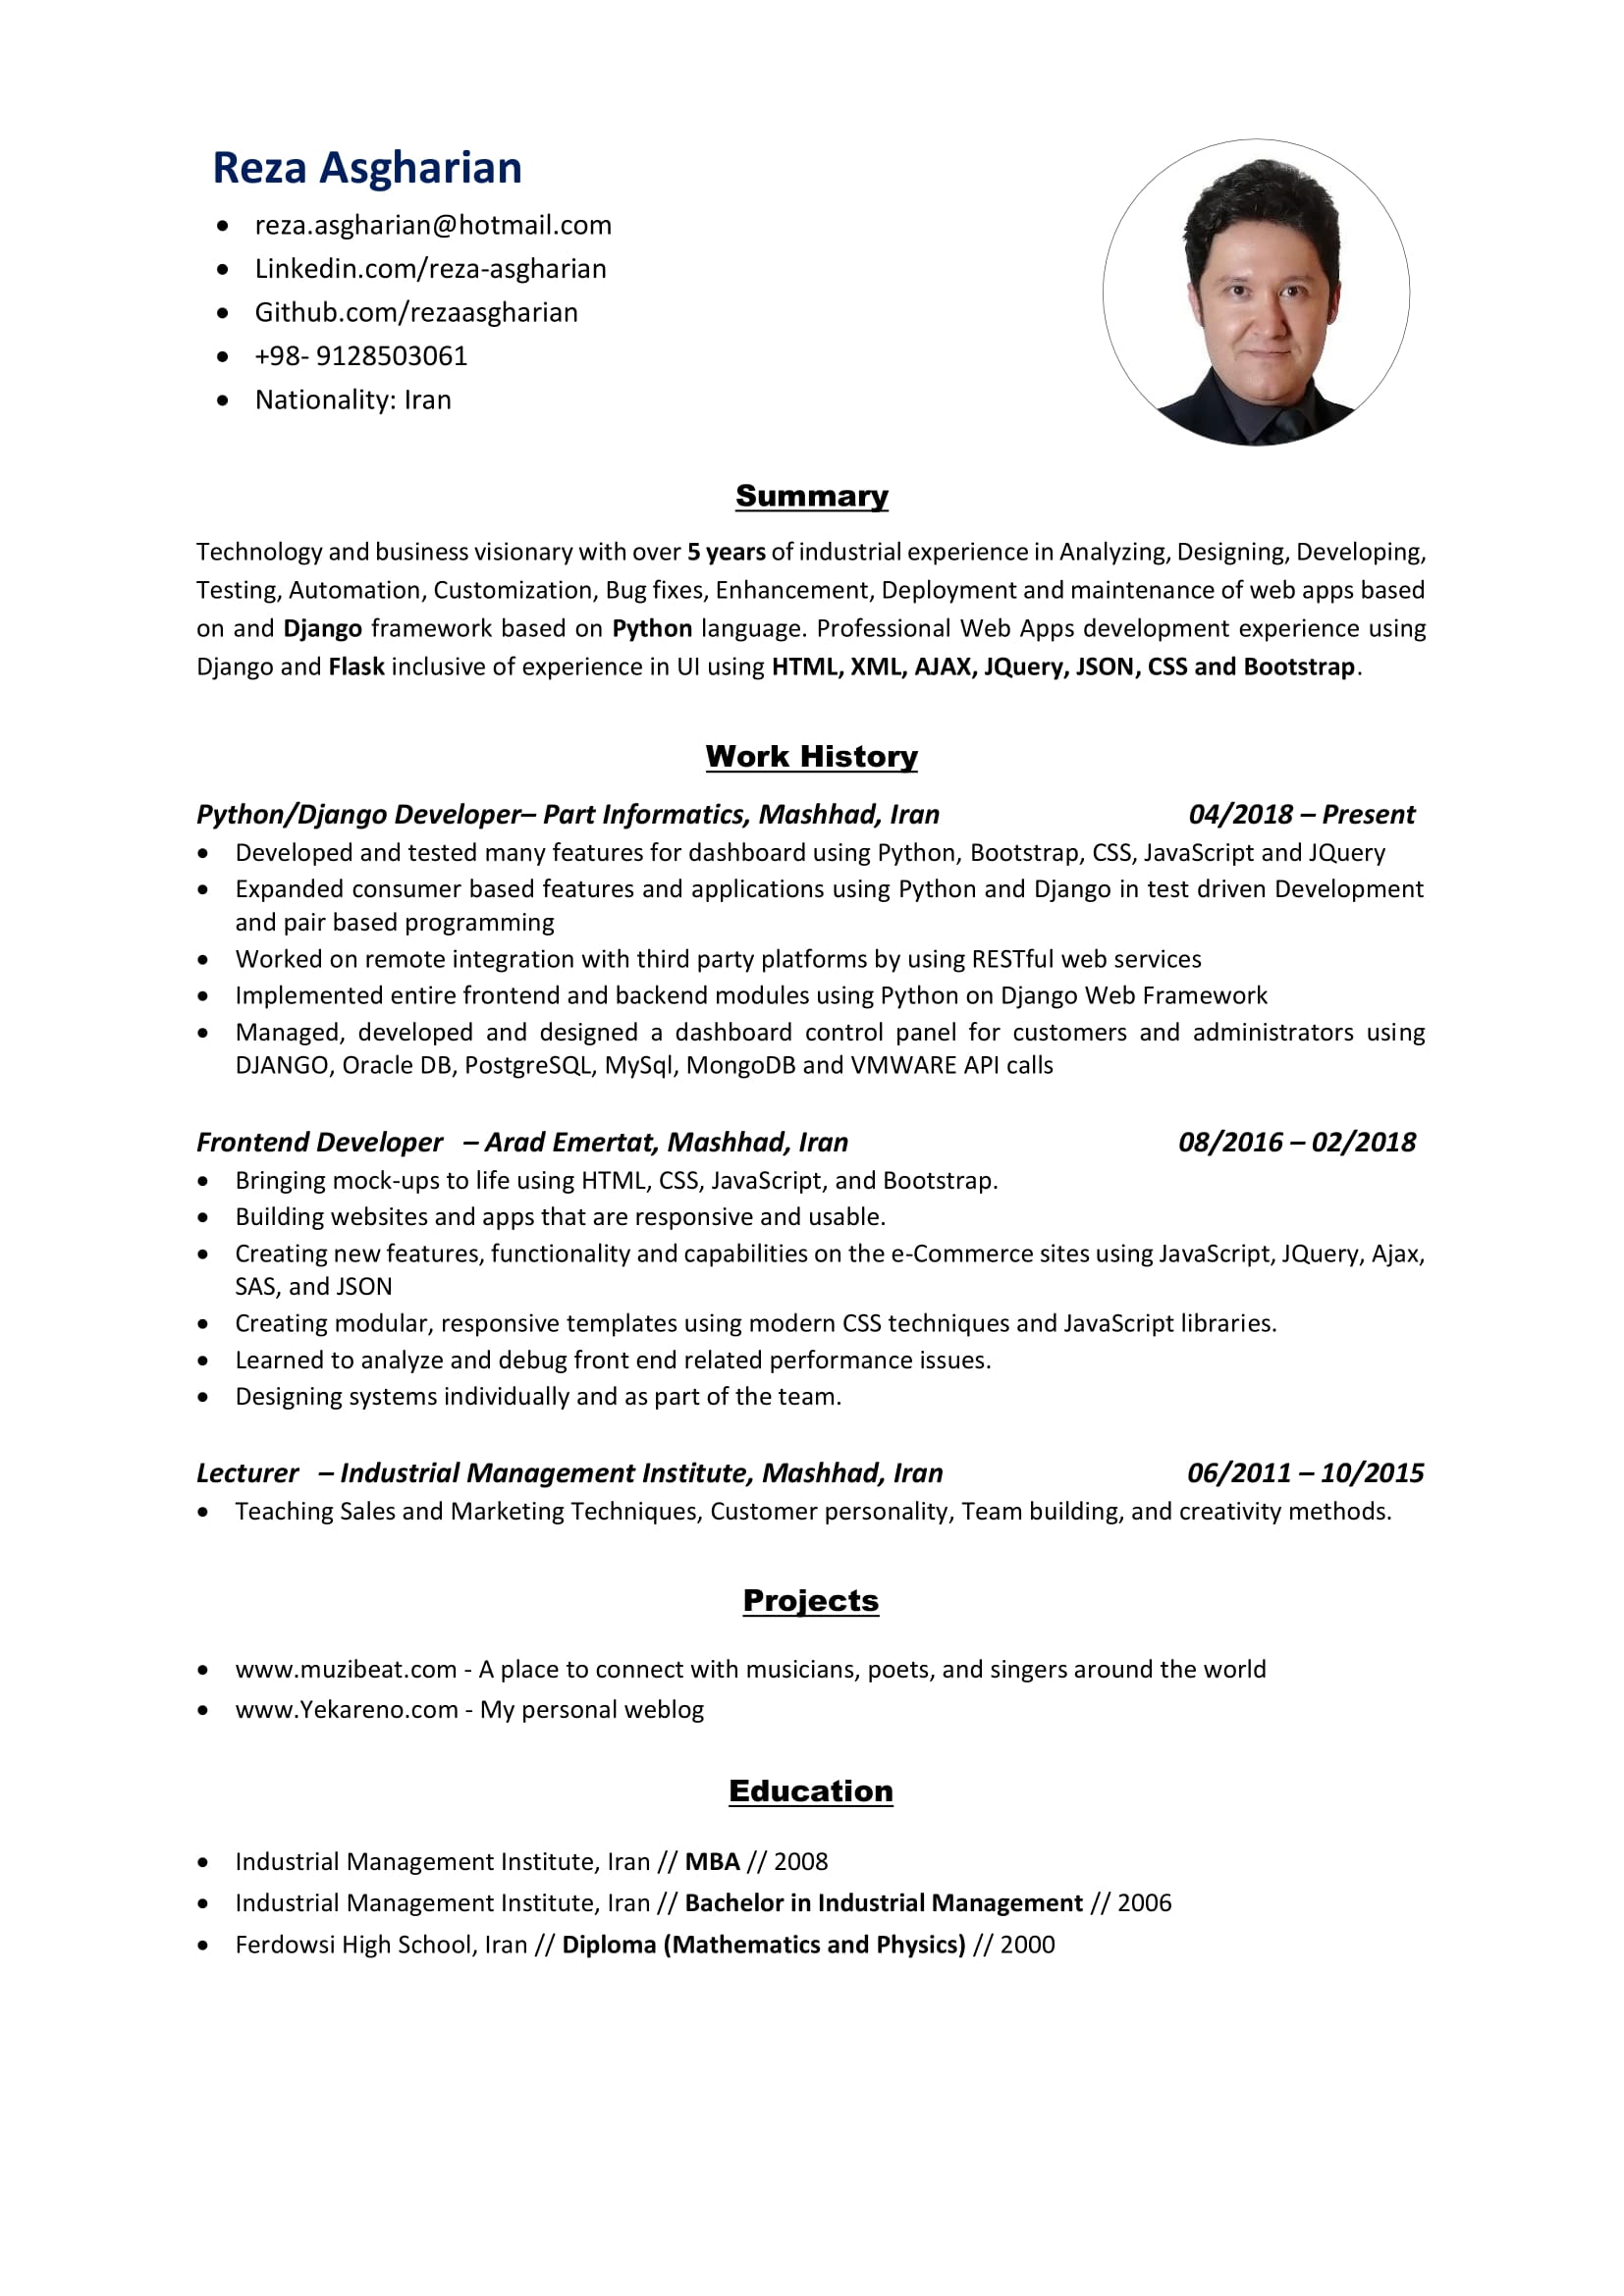 Reza Asgharian
• reza.asgharian@hotmail.com
• Linkedin.com/reza-asgharian
• Github.com/rezaasgharian
• +98- 9128503061
• Nationality: Iran
Summary
Technology and business visionary with over 5 years of industrial experience in Analyzing, Designing, Developing,
Testing, Automation, Customization, Bug fixes, Enhancement, Deployment and maintenance of web apps based
on and Django framework based on Python language. Professional Web Apps development experience using
Django and Flask inclusive of experience in UI using HTML, XML, AJAX, JQuery, JSON, CSS and Bootstrap.
Work History
Python/Django Developer– Part Informatics, Mashhad, Iran 04/2018 – Present
• Developed and tested many features for dashboard using Python, Bootstrap, CSS, JavaScript and JQuery
• Expanded consumer based features and applications using Python and Django in test driven Development
and pair based programming
• Worked on remote integration with third party platforms by using RESTful web services
• Implemented entire frontend and backend modules using Python on Django Web Framework
• Managed, developed and designed a dashboard control panel for customers and administrators using
DJANGO, Oracle DB, PostgreSQL, MySql, MongoDB and VMWARE API calls
Frontend Developer – Arad Emertat, Mashhad, Iran 08/2016 – 02/2018
• Bringing mock-ups to life using HTML, CSS, JavaScript, and Bootstrap.
• Building websites and apps that are responsive and usable.
• Creating new features, functionality and capabilities on the e-Commerce sites using JavaScript, JQuery, Ajax,
SAS, and JSON
• Creating modular, responsive templates using modern CSS techniques and JavaScript libraries.
• Learned to analyze and debug front end related performance issues.
• Designing systems individually and as part of the team.
Lecturer – Industrial Management Institute, Mashhad, Iran 06/2011 – 10/2015
• Teaching Sales and Marketing Techniques, Customer personality, Team building, and creativity methods.
Projects
• www.muzibeat.com - A place to connect with musicians, poets, and singers around the world
• www.Yekareno.com - My personal weblog
Education
• Industrial Management Institute, Iran // MBA // 2008
• Industrial Management Institute, Iran // Bachelor in Industrial Management // 2006
• Ferdowsi High School, Iran // Diploma (Mathematics and Physics) // 2000